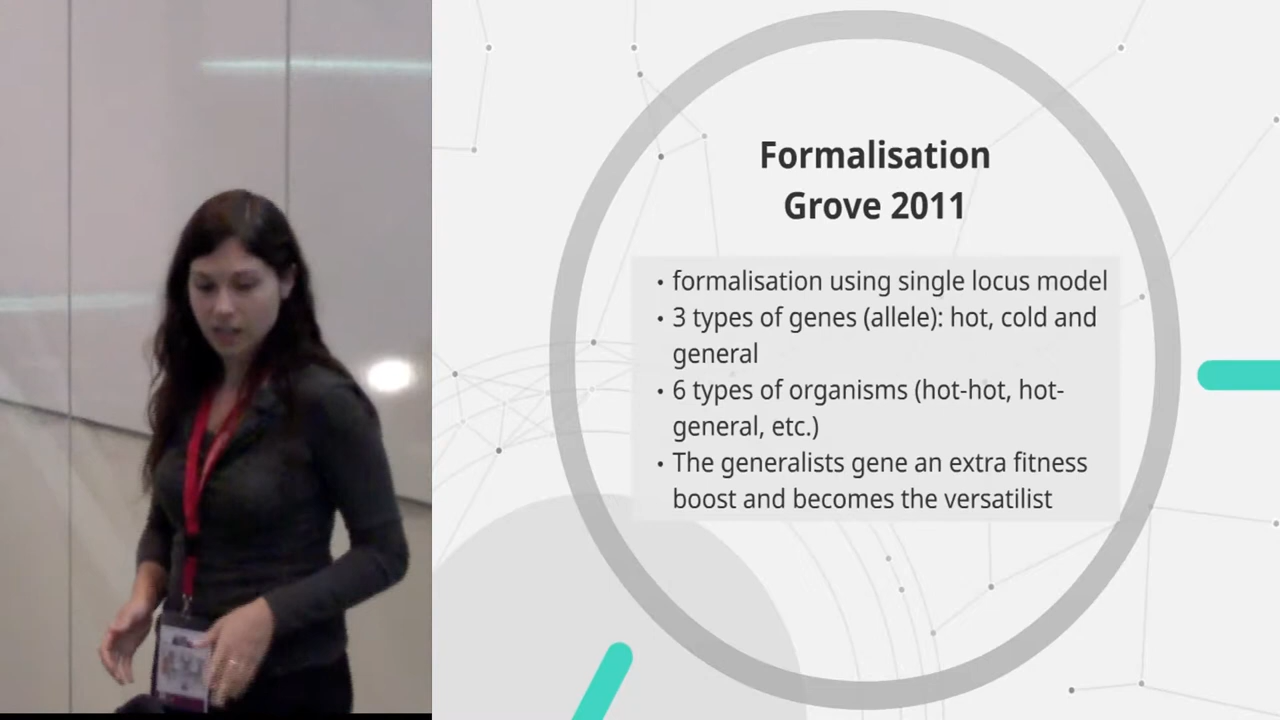 Formalisation
Grove 2011
• formalisation using single locus model
• 3 types of genes (allele): hot, cold and
general
• 6 types of organisms (hot-hot, hot-
general, etc.)
• The generalists gene an extra fitness
boost and becomes the versatilist